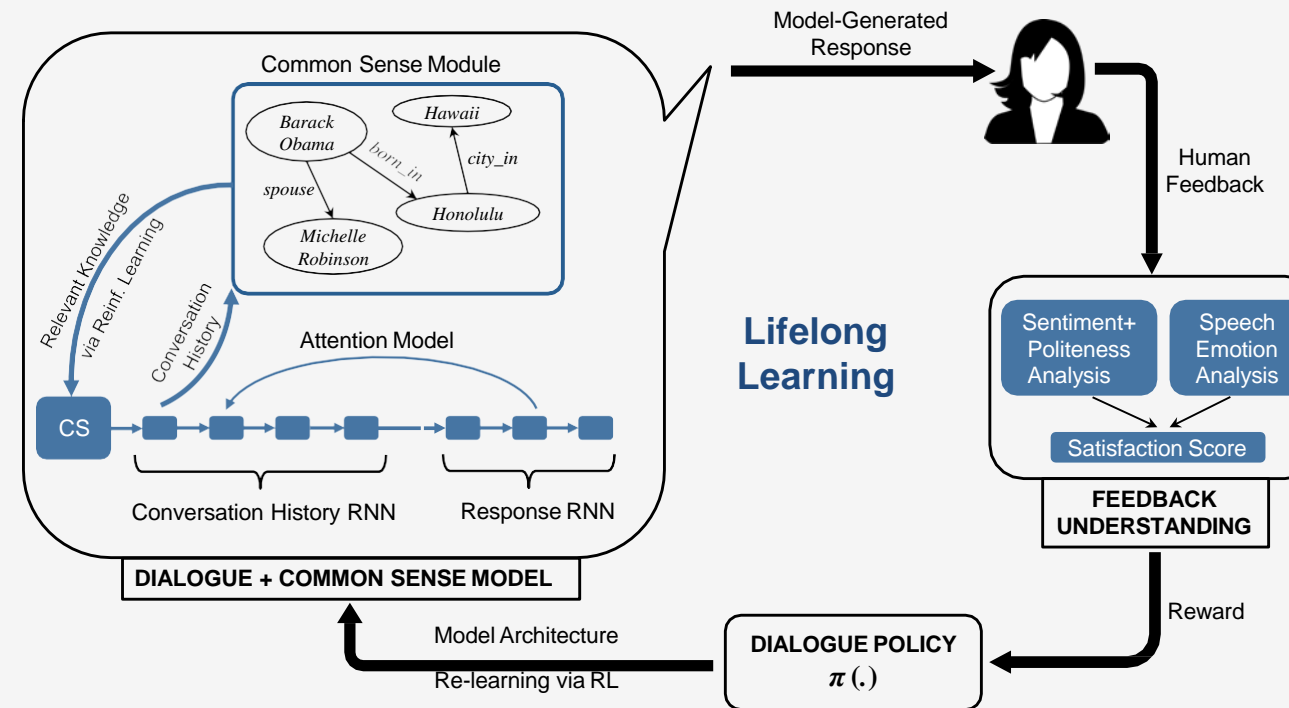 Model-Generated
Response
Common Sense Module
Barack
Obama
Hawaii
born_in
city_in
spouse
Honolulu
Michelle
Robinson
Relevant Knowledge
via Reinf. Learning
Conversation
History
Attention Model
CS
Conversation History RNN
Response RNN
DIALOGUE + COMMON SENSE MODEL
Lifelong
Learning
Human
Feedback
Sentiment+
Politeness
Analysis
Speech
Emotion
Analysis
Satisfaction Score
FEEDBACK
UNDERSTANDING
Reward
DIALOGUE POLICY
π (.)
Model Architecture
Re-learning via RL